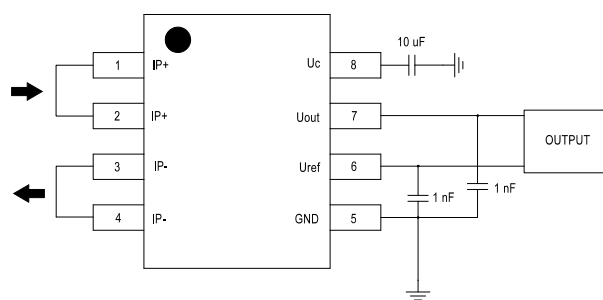 10 uF
1 IP+ Uc 8
2 IP+ Uout 7
OUTPUT
3 IP- Uref 6
1 nF 1 nF
4 IP- GND 5